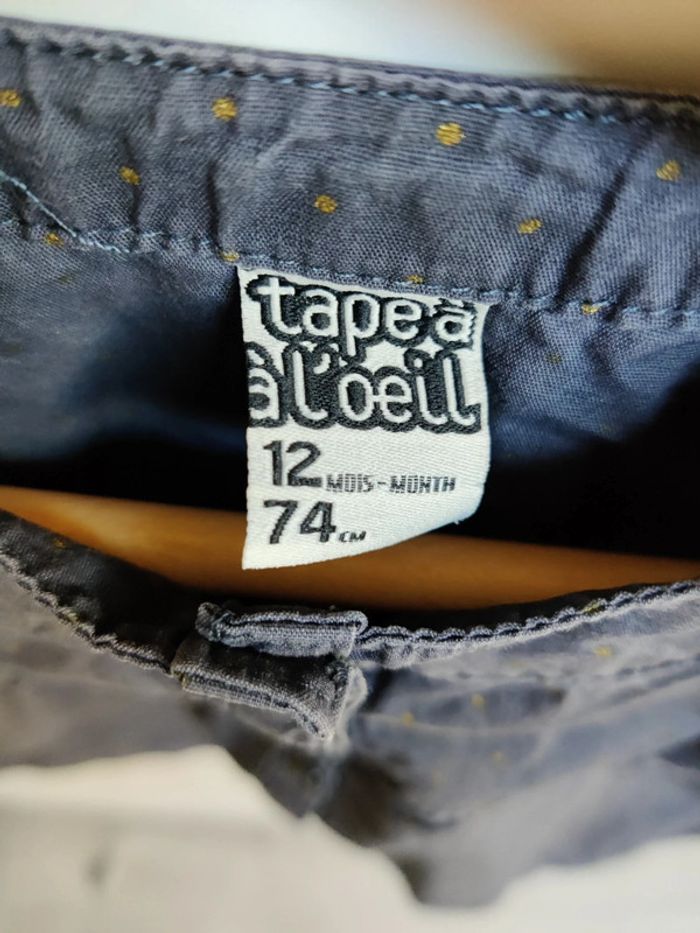 tape à
à l'oeil
12 MOIS-MONTH
74 CM